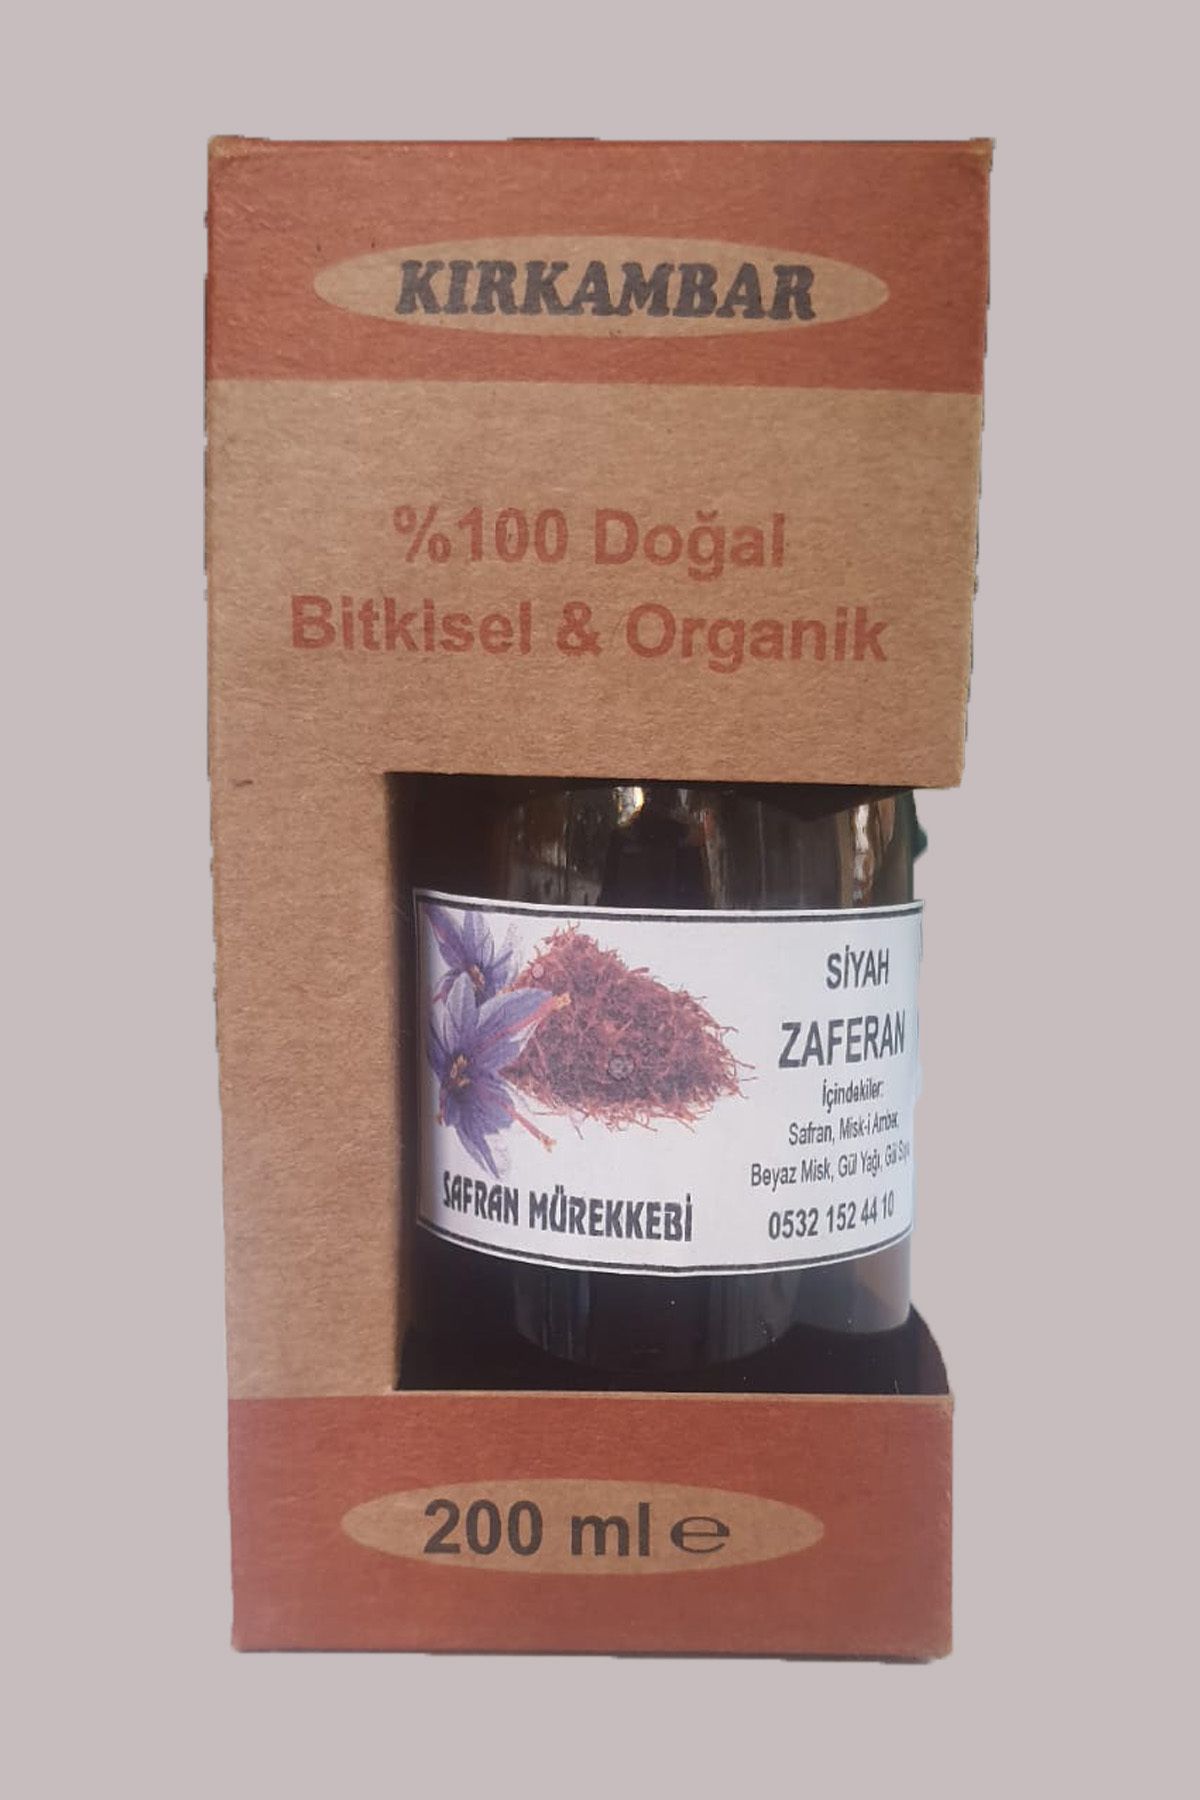 KIRKAMBAR
%100 Doğal
Bitkisel & Organik
SİYAH
ZAFERAN
İçindekiler:
Safran, Misk-i Amber,
Beyaz Misk, Gül Yağı, Gül Suyu
SAFRAN MÜREKKEBİ
0532 152 44 10
200 ml ℮